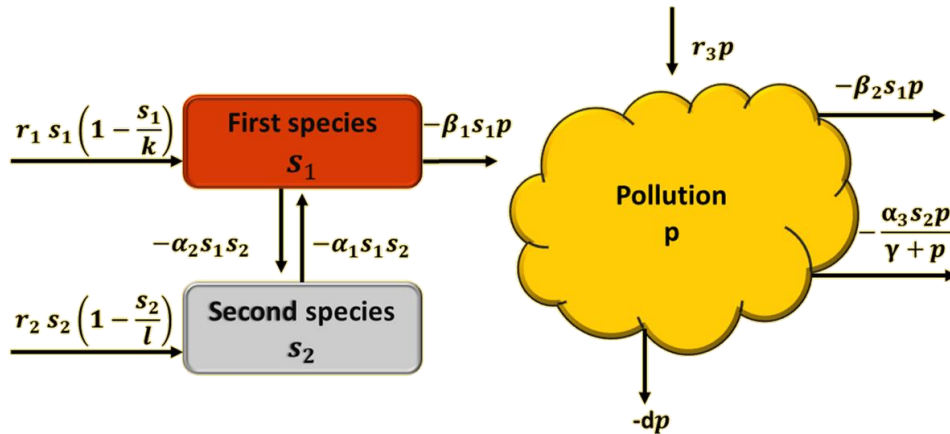 r₃p
r₁ s₁(1 − s₁/k)
First species
s₁
−β₁s₁p
−β₂s₁p
Pollution
p
−α₂s₁s₂
−α₁s₁s₂
−α₃s₂p/γ + p
r₂ s₂(1 − s₂/l)
Second species
s₂
-dp